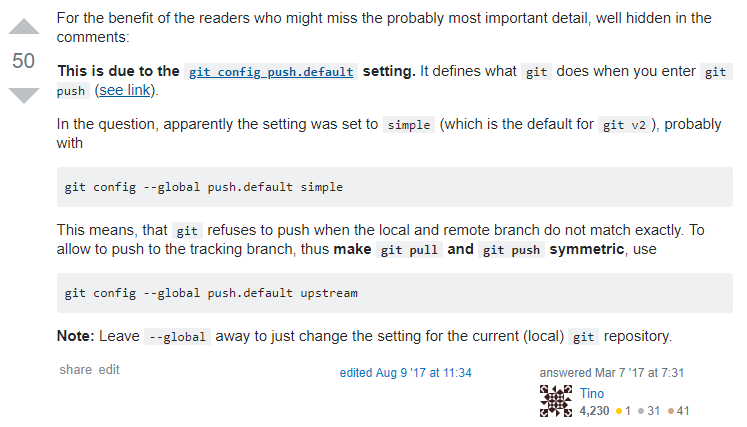 For the benefit of the readers who might miss the probably most important detail, well hidden in the
comments:
50
This is due to the git config push.default setting. It defines what git does when you enter git
push (see link).
In the question, apparently the setting was set to simple (which is the default for git v2 ), probably
with
git config --global push.default simple
This means, that git refuses to push when the local and remote branch do not match exactly. To
allow to push to the tracking branch, thus make git pull and git push symmetric, use
git config --global push.default upstream
Note: Leave --global away to just change the setting for the current (local) git repository.
share edit
edited Aug 9 '17 at 11:34
answered Mar 7 '17 at 7:31
Tino
4,230 ●1 ●31 ●41